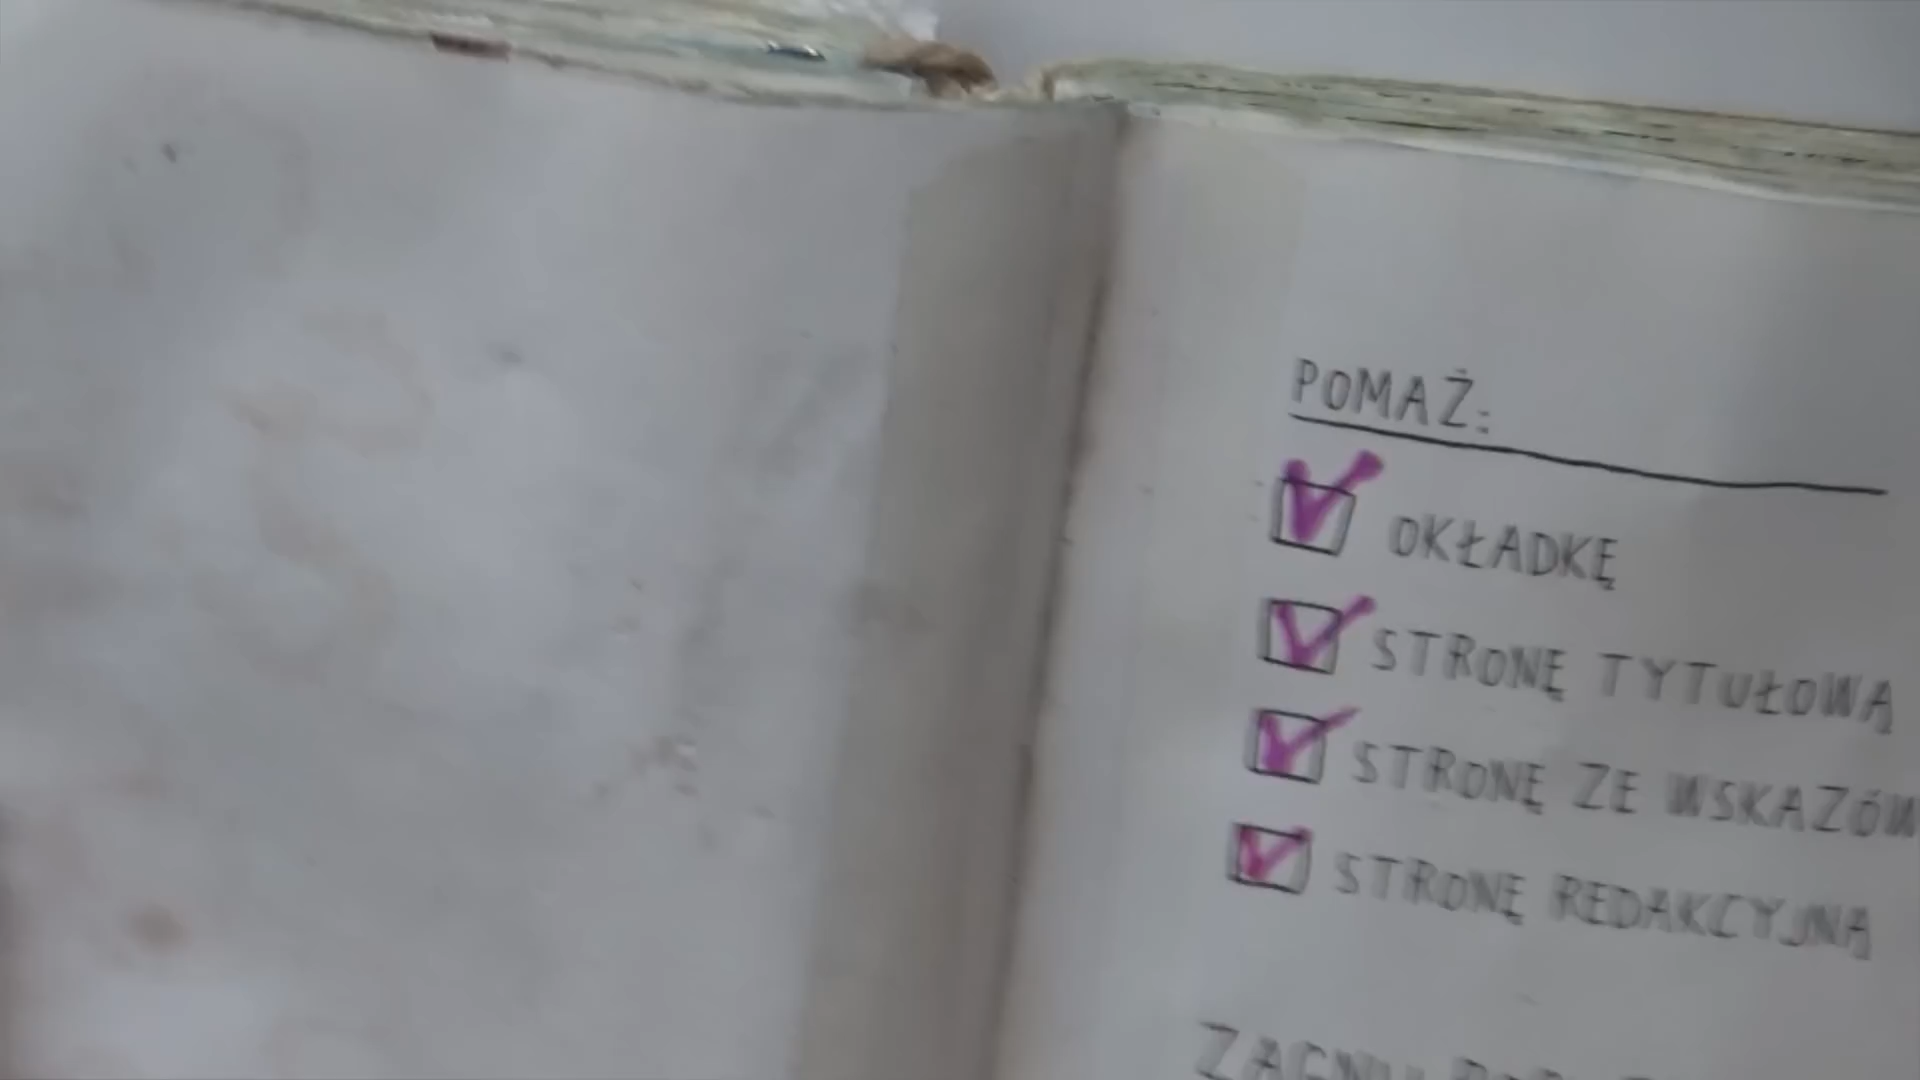 POMAŻ:
OKŁADKĘ
STRONĘ TYTUŁOWĄ
STRONĘ ZE WSKAZÓW
STRONĘ REDAKCYJNĄ